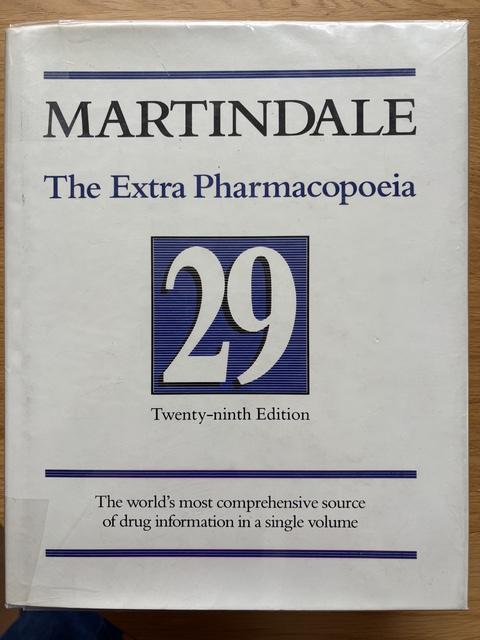 MARTINDALE
The Extra Pharmacopoeia
29
Twenty-ninth Edition
The world's most comprehensive source
of drug information in a single volume